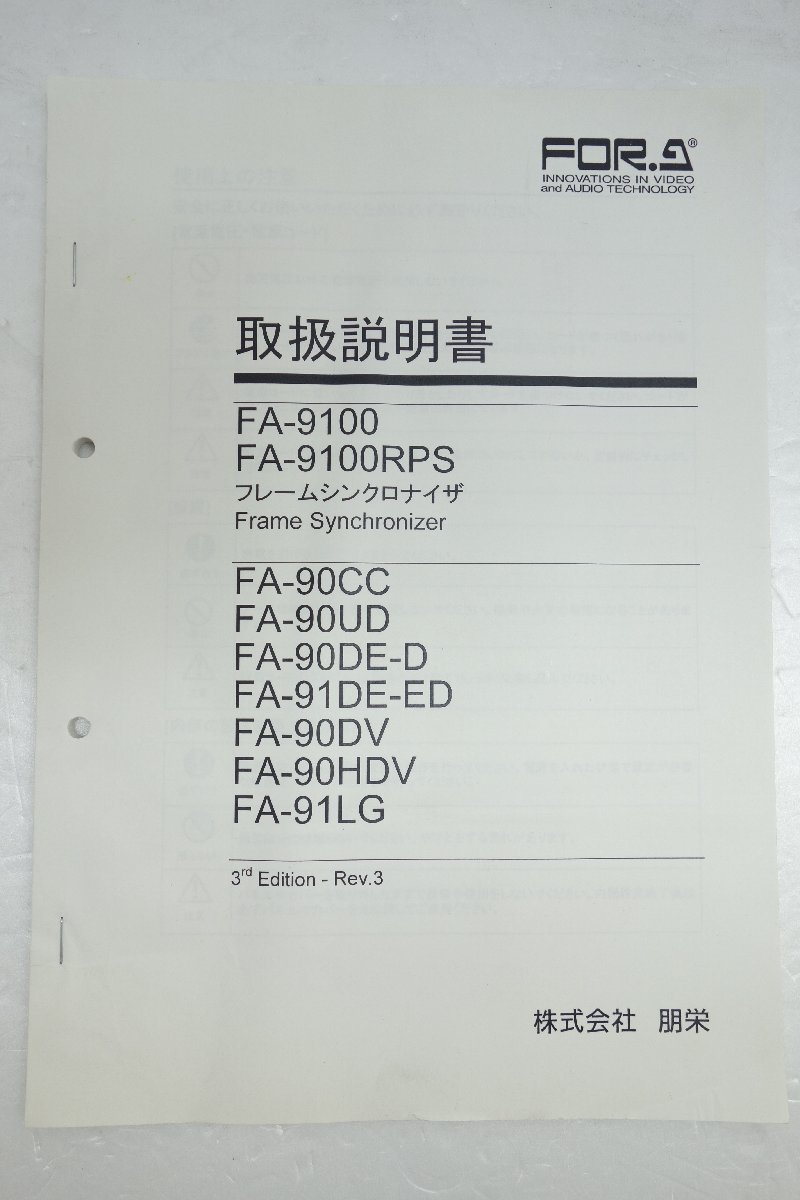 FOR.A®
INNOVATIONS IN VIDEO
and AUDIO TECHNOLOGY
取扱説明書
FA-9100
FA-9100RPS
フレームシンクロナイザ
Frame Synchronizer
FA-90CC
FA-90UD
FA-90DE-D
FA-91DE-ED
FA-90DV
FA-90HDV
FA-91LG
3rd Edition - Rev.3
株式会社 朋栄